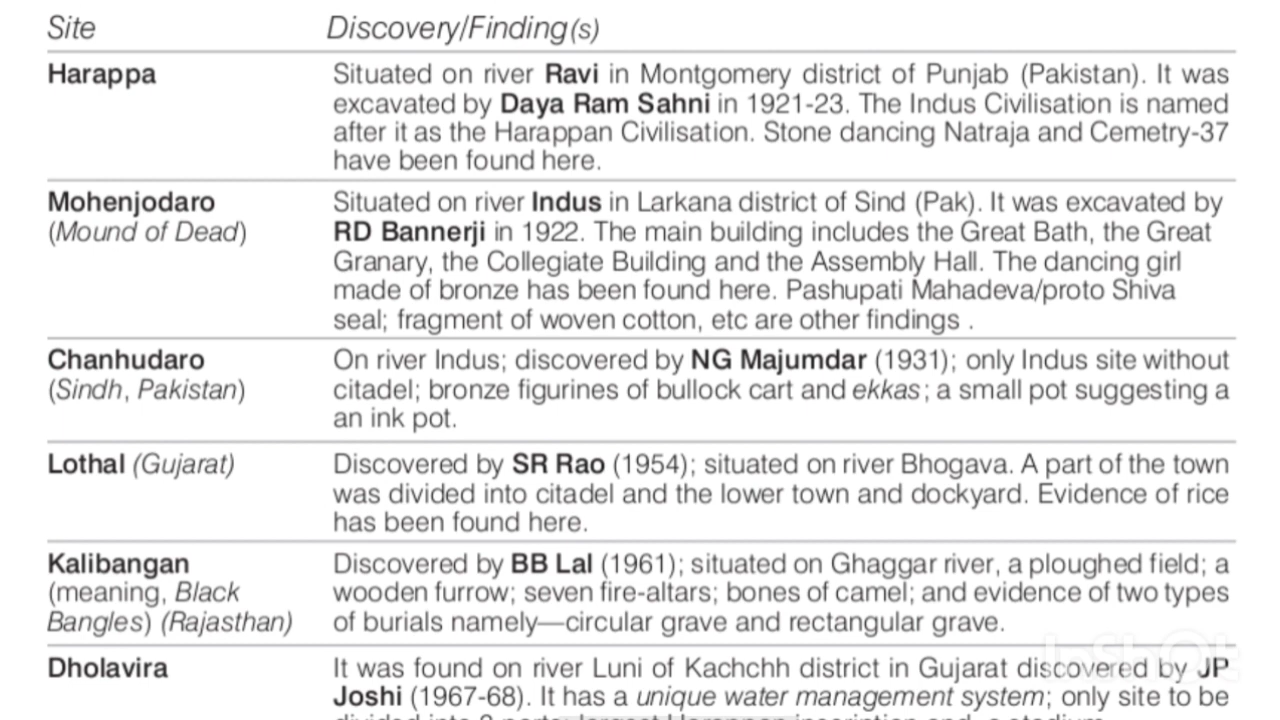 Site Discovery/Finding(s)
Harappa Situated on river Ravi in Montgomery district of Punjab (Pakistan). It was
excavated by Daya Ram Sahni in 1921-23. The Indus Civilisation is named
after it as the Harappan Civilisation. Stone dancing Natraja and Cemetry-37
have been found here.
Mohenjodaro Situated on river Indus in Larkana district of Sind (Pak). It was excavated by
(Mound of Dead) RD Bannerji in 1922. The main building includes the Great Bath, the Great
Granary, the Collegiate Building and the Assembly Hall. The dancing girl
made of bronze has been found here. Pashupati Mahadeva/proto Shiva
seal; fragment of woven cotton, etc are other findings .
Chanhudaro On river Indus; discovered by NG Majumdar (1931); only Indus site without
(Sindh, Pakistan) citadel; bronze figurines of bullock cart and ekkas; a small pot suggesting a
an ink pot.
Lothal (Gujarat) Discovered by SR Rao (1954); situated on river Bhogava. A part of the town
was divided into citadel and the lower town and dockyard. Evidence of rice
has been found here.
Kalibangan Discovered by BB Lal (1961); situated on Ghaggar river, a ploughed field; a
(meaning, Black wooden furrow; seven fire-altars; bones of camel; and evidence of two types
Bangles) (Rajasthan) of burials namely—circular grave and rectangular grave.
Dholavira It was found on river Luni of Kachchh district in Gujarat discovered by JP
Joshi (1967-68). It has a unique water management system; only site to be
InShOt